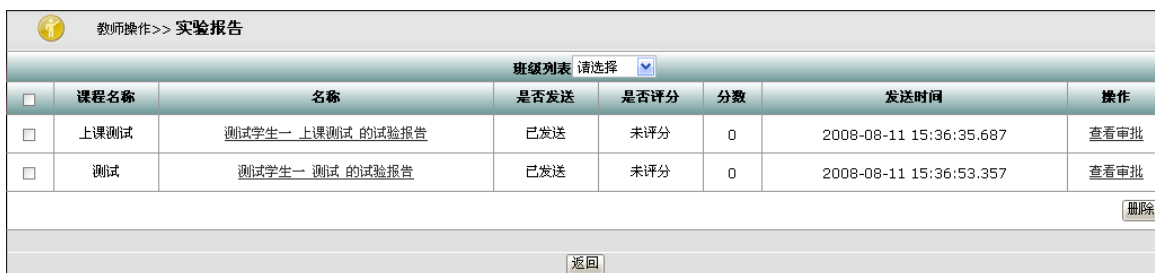 教师操作>> 实验报告
班级列表 请选择
课程名称 名称 是否发送 是否评分 分数 发送时间 操作
上课测试 测试学生一 上课测试 的试验报告 已发送 未评分 0 2008-08-11 15:36:35.687 查看审批
测试 测试学生一 测试 的试验报告 已发送 未评分 0 2008-08-11 15:36:53.357 查看审批
删除
返回